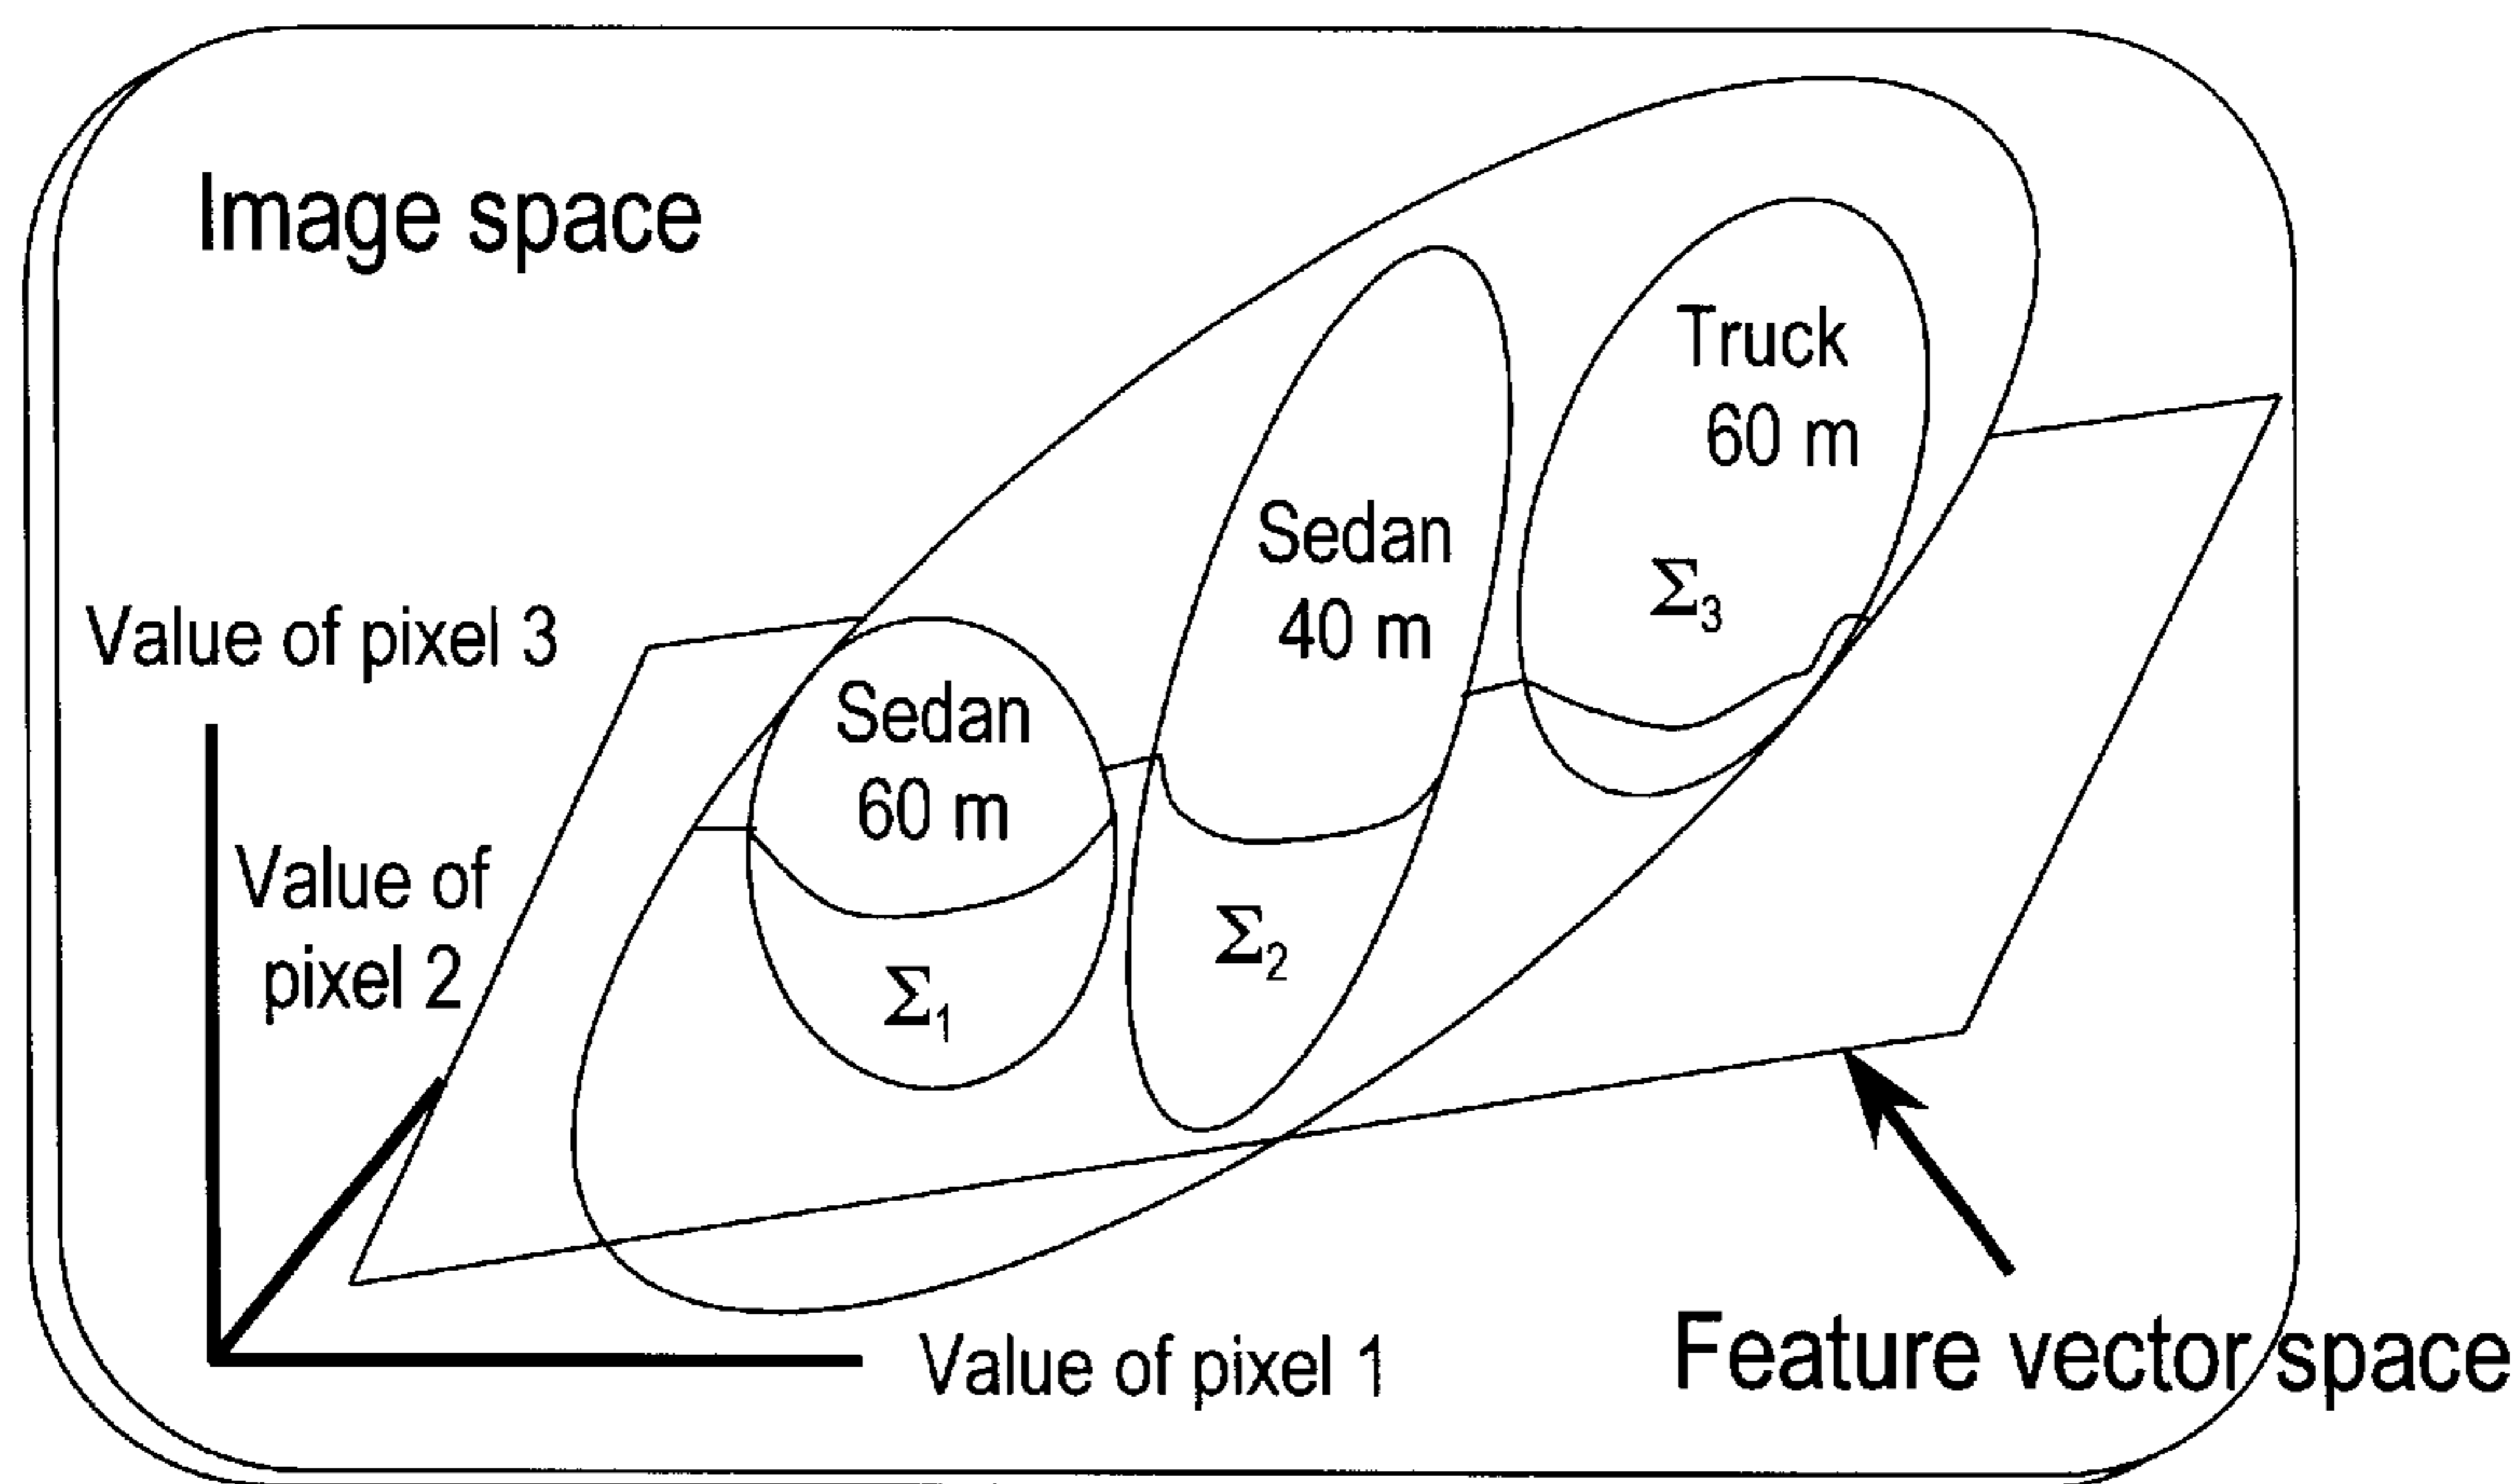 Image space
Truck
60 m
Σ3
Sedan
40 m
Σ2
Value of pixel 3
Sedan
60 m
Σ1
Value of
pixel 2
Value of pixel 1
Feature vector space